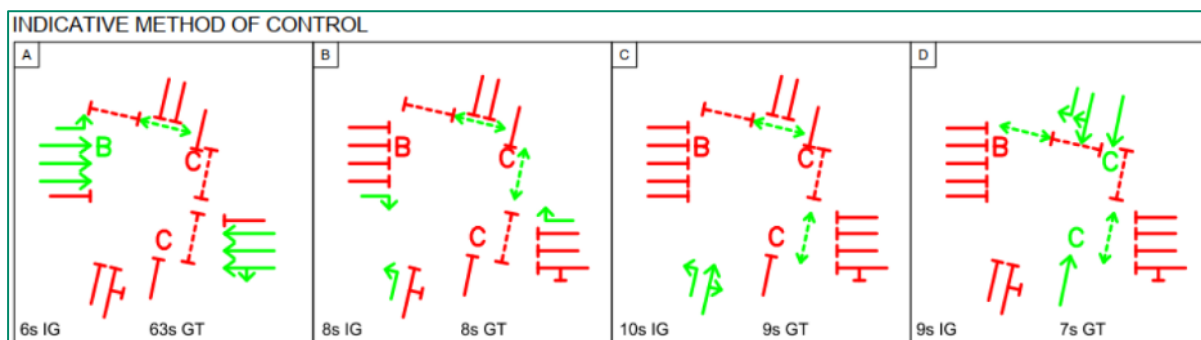 INDICATIVE METHOD OF CONTROL
A
B
C
C
6s IG 63s GT
B
B
C
C
8s IG 8s GT
C
B
C
C
10s IG 9s GT
D
B
C
C
9s IG 7s GT